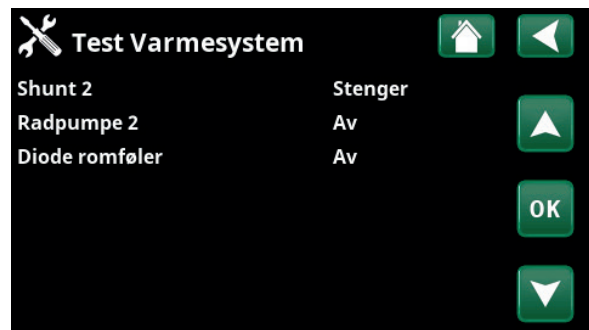 Test Varmesystem
Shunt 2 Stenger
Radpumpe 2 Av
Diode romføler Av
OK